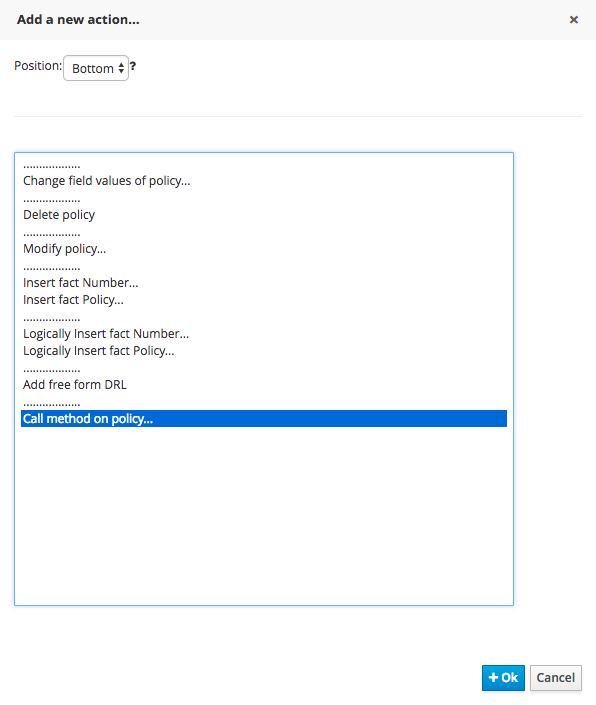 Add a new action...
×
Position: Bottom ?
..................
Change field values of policy...
..................
Delete policy
..................
Modify policy...
..................
Insert fact Number...
Insert fact Policy...
..................
Logically Insert fact Number...
Logically Insert fact Policy...
..................
Add free form DRL
..................
Call method on policy...
+ Ok
Cancel